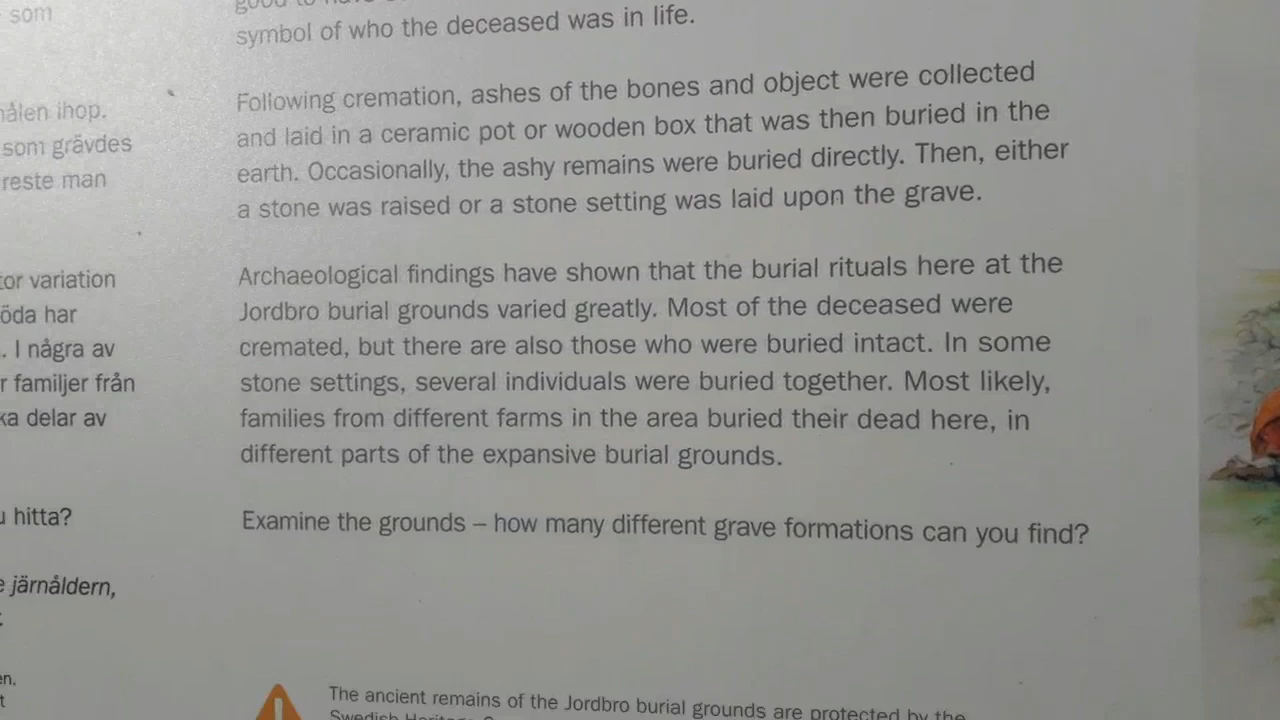 som
symbol of who the deceased was in life.
ålen ihop.
som grävdes
reste man
Following cremation, ashes of the bones and object were collected
and laid in a ceramic pot or wooden box that was then buried in the
earth. Occasionally, the ashy remains were buried directly. Then, either
a stone was raised or a stone setting was laid upon the grave.
tor variation
öda har
. I några av
r familjer från
ka delar av
Archaeological findings have shown that the burial rituals here at the
Jordbro burial grounds varied greatly. Most of the deceased were
cremated, but there are also those who were buried intact. In some
stone settings, several individuals were buried together. Most likely,
families from different farms in the area buried their dead here, in
different parts of the expansive burial grounds.
u hitta?
Examine the grounds – how many different grave formations can you find?
e järnåldern,
en.
t
The ancient remains of the Jordbro burial grounds are protected by the
Swedish Heritage